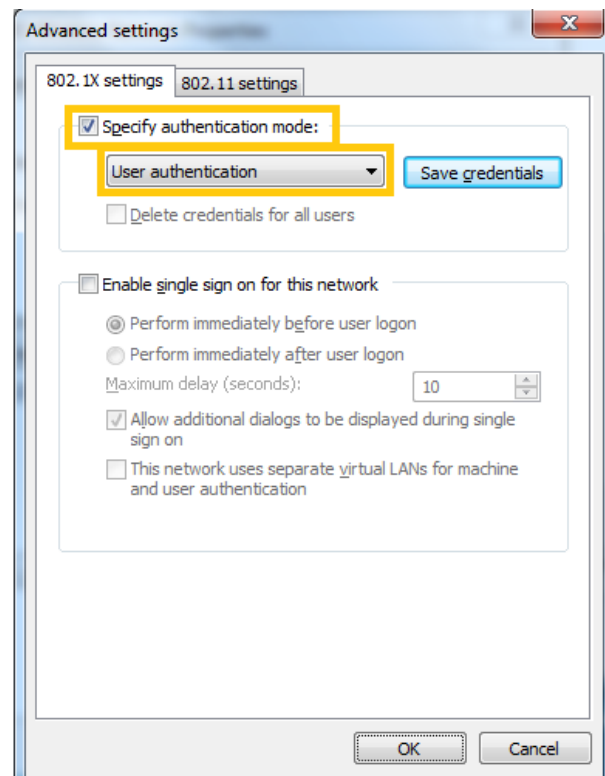 Advanced settings
802.1X settings 802.11 settings
Specify authentication mode:
User authentication Save credentials
Delete credentials for all users
Enable single sign on for this network
Perform immediately before user logon
Perform immediately after user logon
Maximum delay (seconds): 10
Allow additional dialogs to be displayed during single
sign on
This network uses separate virtual LANs for machine
and user authentication
OK Cancel